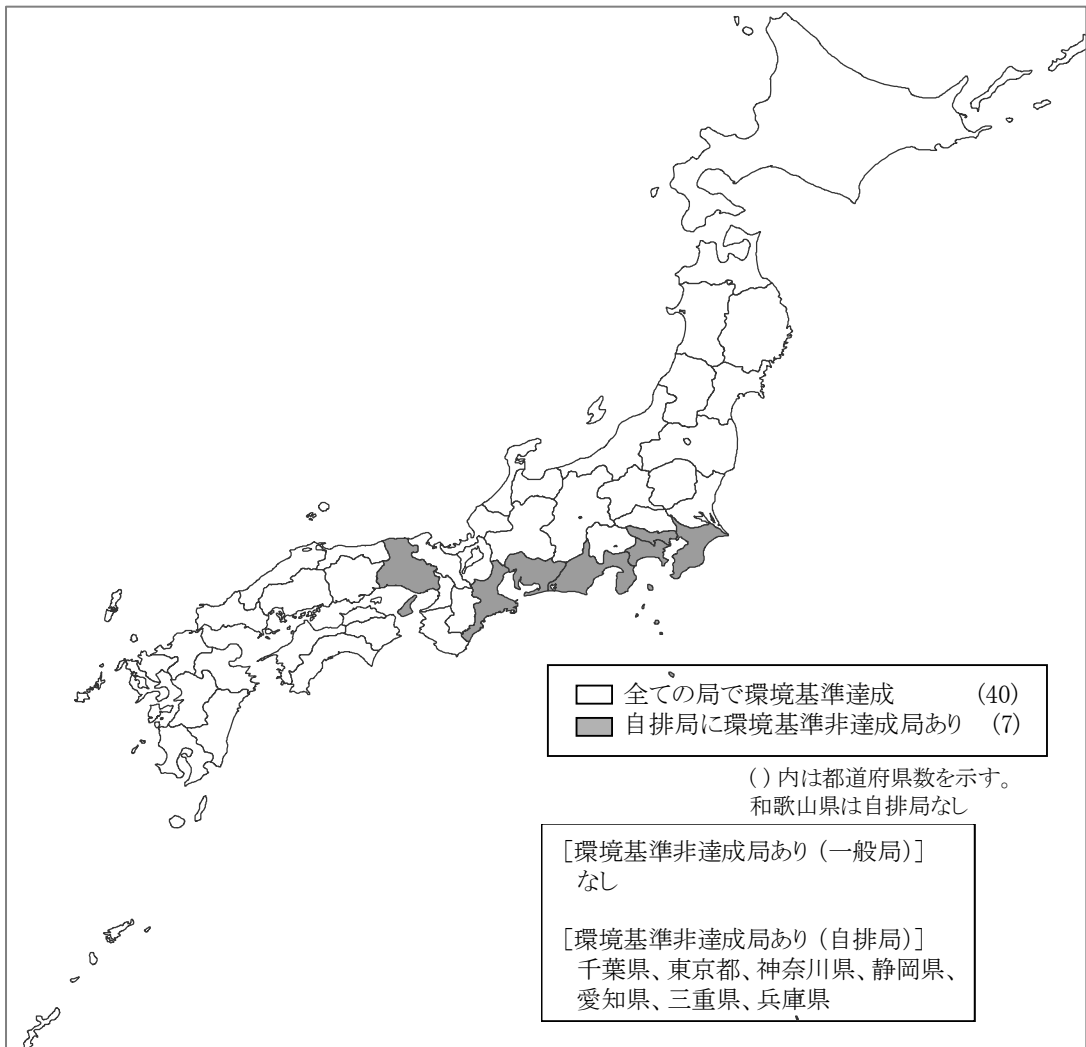 全ての局で環境基準達成 (40)
自排局に環境基準非達成局あり (7)
( ) 内は都道府県数を示す。
和歌山県は自排局なし
［環境基準非達成局あり (一般局)］
なし
［環境基準非達成局あり (自排局)］
千葉県、東京都、神奈川県、静岡県、
愛知県、三重県、兵庫県